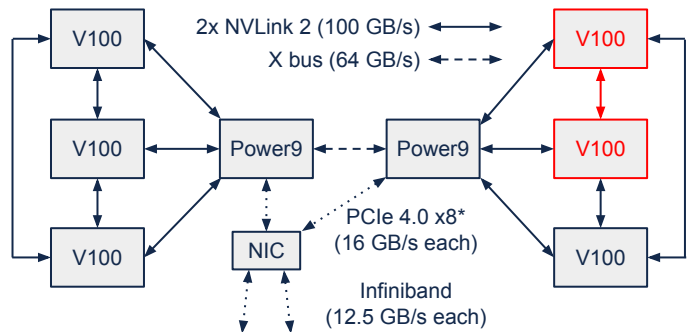 V100
2x NVLink 2 (100 GB/s)
V100
X bus (64 GB/s)
V100
Power9
Power9
V100
PCIe 4.0 x8*
(16 GB/s each)
V100
NIC
V100
Infiniband
(12.5 GB/s each)